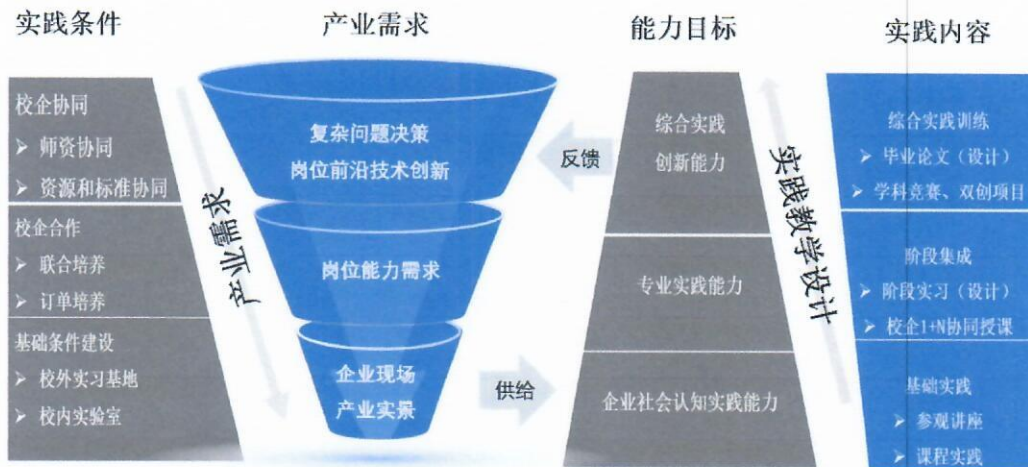 实践条件
产业需求
能力目标
实践内容
校企协同
➢ 师资协同
➢ 资源和标准协同
校企合作
➢ 联合培养
➢ 订单培养
基础条件建设
➢ 校外实习基地
➢ 校内实验室
产业需求
复杂问题决策
岗位前沿技术创新
岗位能力需求
企业现场
产业实景
反馈
供给
综合实践
创新能力
专业实践能力
企业社会认知实践能力
实践教学设计
综合实践训练
➢ 毕业论文（设计）
➢ 学科竞赛、双创项目
阶段集成
➢ 阶段实习（设计）
➢ 校企1+N协同授课
基础实践
➢ 参观讲座
➢ 课程实践